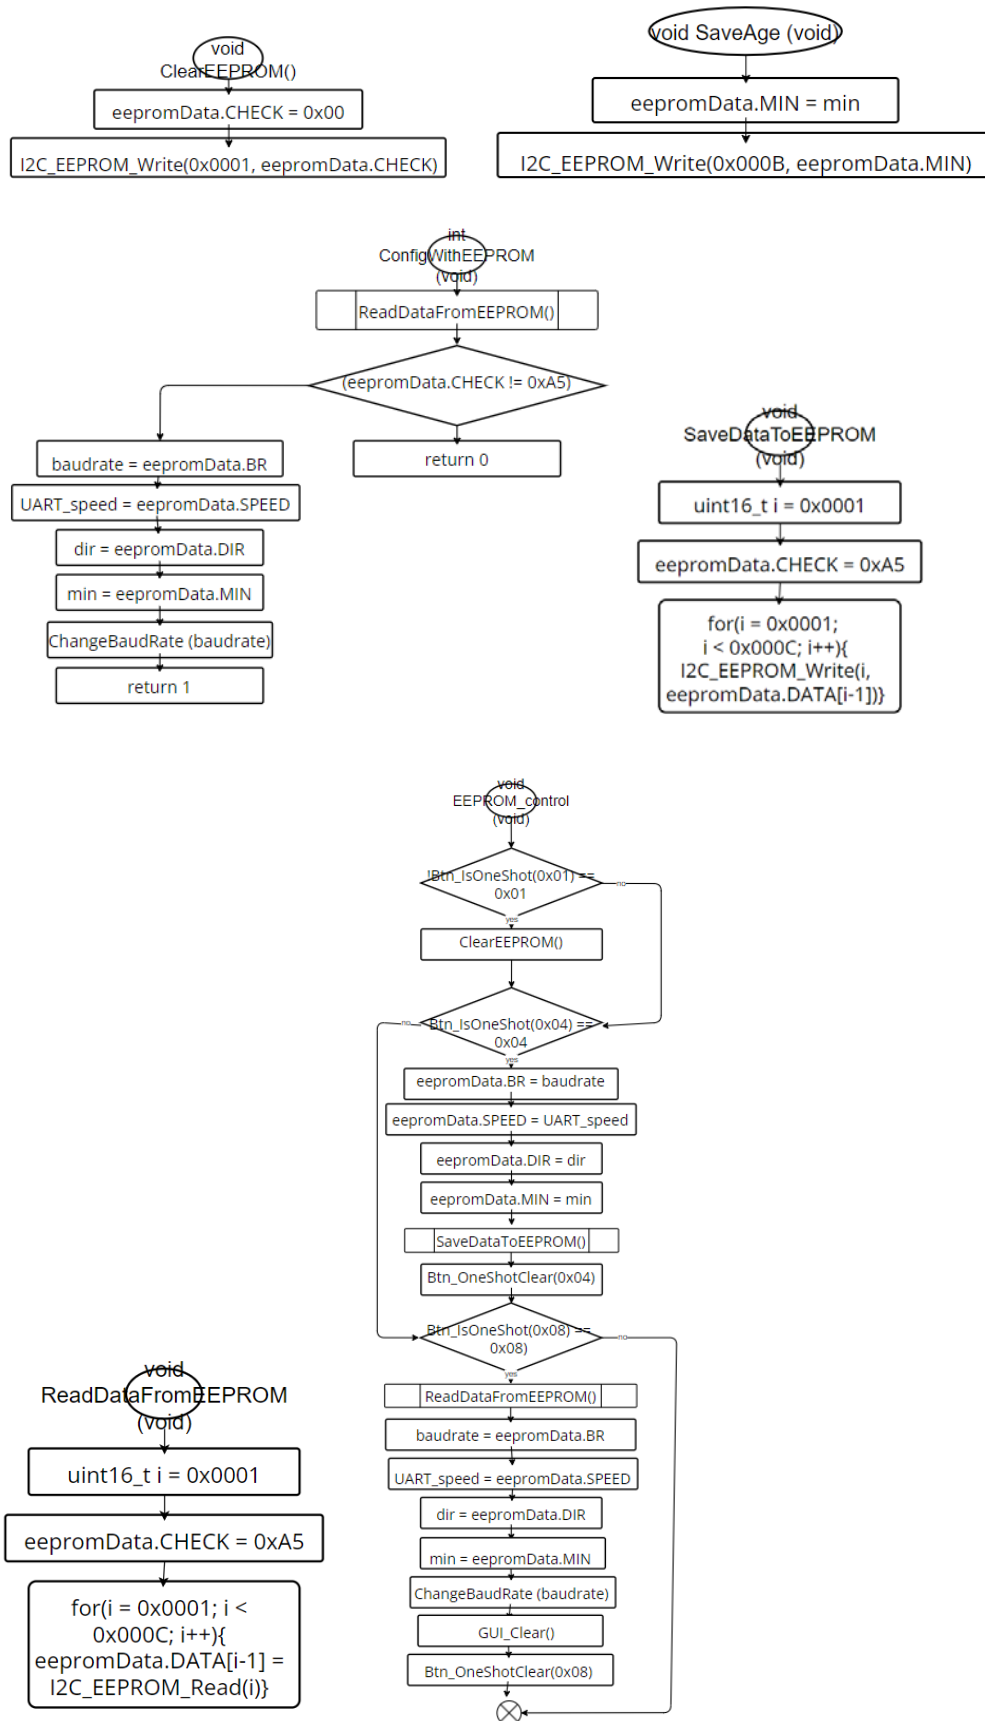 void
ClearEEPROM()
eepromData.CHECK = 0x00
I2C_EEPROM_Write(0x0001, eepromData.CHECK)
void SaveAge (void)
eepromData.MIN = min
I2C_EEPROM_Write(0x000B, eepromData.MIN)
int
ConfigWithEEPROM
(void)
ReadDataFromEEPROM()
(eepromData.CHECK != 0xA5)
return 0
baudrate = eepromData.BR
UART_speed = eepromData.SPEED
dir = eepromData.DIR
min = eepromData.MIN
ChangeBaudRate (baudrate)
return 1
void
SaveDataToEEPROM
(void)
uint16_t i = 0x0001
eepromData.CHECK = 0xA5
for(i = 0x0001;
i < 0x000C; i++){
I2C_EEPROM_Write(i,
eepromData.DATA[i-1])}
void
EEPROM_control
(void)
!Btn_IsOneShot(0x01) ==
0x01
no
yes
ClearEEPROM()
Btn_IsOneShot(0x04) ==
0x04
no
yes
eepromData.BR = baudrate
eepromData.SPEED = UART_speed
eepromData.DIR = dir
eepromData.MIN = min
SaveDataToEEPROM()
Btn_OneShotClear(0x04)
Btn_IsOneShot(0x08) ==
0x08)
no
yes
ReadDataFromEEPROM()
baudrate = eepromData.BR
UART_speed = eepromData.SPEED
dir = eepromData.DIR
min = eepromData.MIN
ChangeBaudRate (baudrate)
GUI_Clear()
Btn_OneShotClear(0x08)
void
ReadDataFromEEPROM
(void)
uint16_t i = 0x0001
eepromData.CHECK = 0xA5
for(i = 0x0001; i <
0x000C; i++){
eepromData.DATA[i-1] =
I2C_EEPROM_Read(i)}